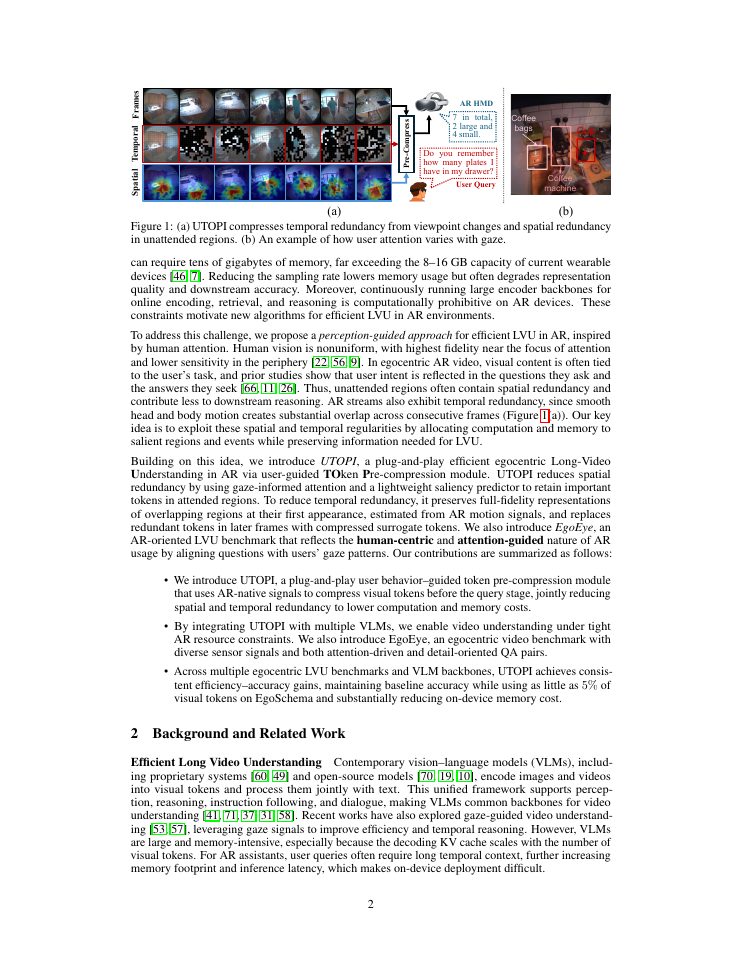 Frames
Temporal
Spatial
Pre-Compress
AR HMD
7 in total,
2 large and
4 small.
Do you remember
how many plates I
have in my drawer?
User Query
Coffee
bags
Coffee
machine
(a)
(b)
Figure 1: (a) UTOPI compresses temporal redundancy from viewpoint changes and spatial redundancy
in unattended regions. (b) An example of how user attention varies with gaze.
can require tens of gigabytes of memory, far exceeding the 8–16 GB capacity of current wearable
devices [46, 7]. Reducing the sampling rate lowers memory usage but often degrades representation
quality and downstream accuracy. Moreover, continuously running large encoder backbones for
online encoding, retrieval, and reasoning is computationally prohibitive on AR devices. These
constraints motivate new algorithms for efficient LVU in AR environments.
To address this challenge, we propose a perception-guided approach for efficient LVU in AR, inspired
by human attention. Human vision is nonuniform, with highest fidelity near the focus of attention
and lower sensitivity in the periphery [22, 56, 9]. In egocentric AR video, visual content is often tied
to the user's task, and prior studies show that user intent is reflected in the questions they ask and
the answers they seek [66, 11, 26]. Thus, unattended regions often contain spatial redundancy and
contribute less to downstream reasoning. AR streams also exhibit temporal redundancy, since smooth
head and body motion creates substantial overlap across consecutive frames (Figure 1(a)). Our key
idea is to exploit these spatial and temporal regularities by allocating computation and memory to
salient regions and events while preserving information needed for LVU.
Building on this idea, we introduce UTOPI, a plug-and-play efficient egocentric Long-Video
Understanding in AR via user-guided TOken Pre-compression module. UTOPI reduces spatial
redundancy by using gaze-informed attention and a lightweight saliency predictor to retain important
tokens in attended regions. To reduce temporal redundancy, it preserves full-fidelity representations
of overlapping regions at their first appearance, estimated from AR motion signals, and replaces
redundant tokens in later frames with compressed surrogate tokens. We also introduce EgoEye, an
AR-oriented LVU benchmark that reflects the human-centric and attention-guided nature of AR
usage by aligning questions with users' gaze patterns. Our contributions are summarized as follows:
• We introduce UTOPI, a plug-and-play user behavior–guided token pre-compression module
that uses AR-native signals to compress visual tokens before the query stage, jointly reducing
spatial and temporal redundancy to lower computation and memory costs.
• By integrating UTOPI with multiple VLMs, we enable video understanding under tight
AR resource constraints. We also introduce EgoEye, an egocentric video benchmark with
diverse sensor signals and both attention-driven and detail-oriented QA pairs.
• Across multiple egocentric LVU benchmarks and VLM backbones, UTOPI achieves consis-
tent efficiency–accuracy gains, maintaining baseline accuracy while using as little as 5% of
visual tokens on EgoSchema and substantially reducing on-device memory cost.
2 Background and Related Work
Efficient Long Video Understanding Contemporary vision–language models (VLMs), includ-
ing proprietary systems [60, 49] and open-source models [70, 19, 10], encode images and videos
into visual tokens and process them jointly with text. This unified framework supports percep-
tion, reasoning, instruction following, and dialogue, making VLMs common backbones for video
understanding [41, 71, 37, 31, 58]. Recent works have also explored gaze-guided video understand-
ing [53, 57], leveraging gaze signals to improve efficiency and temporal reasoning. However, VLMs
are large and memory-intensive, especially because the decoding KV cache scales with the number of
visual tokens. For AR assistants, user queries often require long temporal context, further increasing
memory footprint and inference latency, which makes on-device deployment difficult.
2